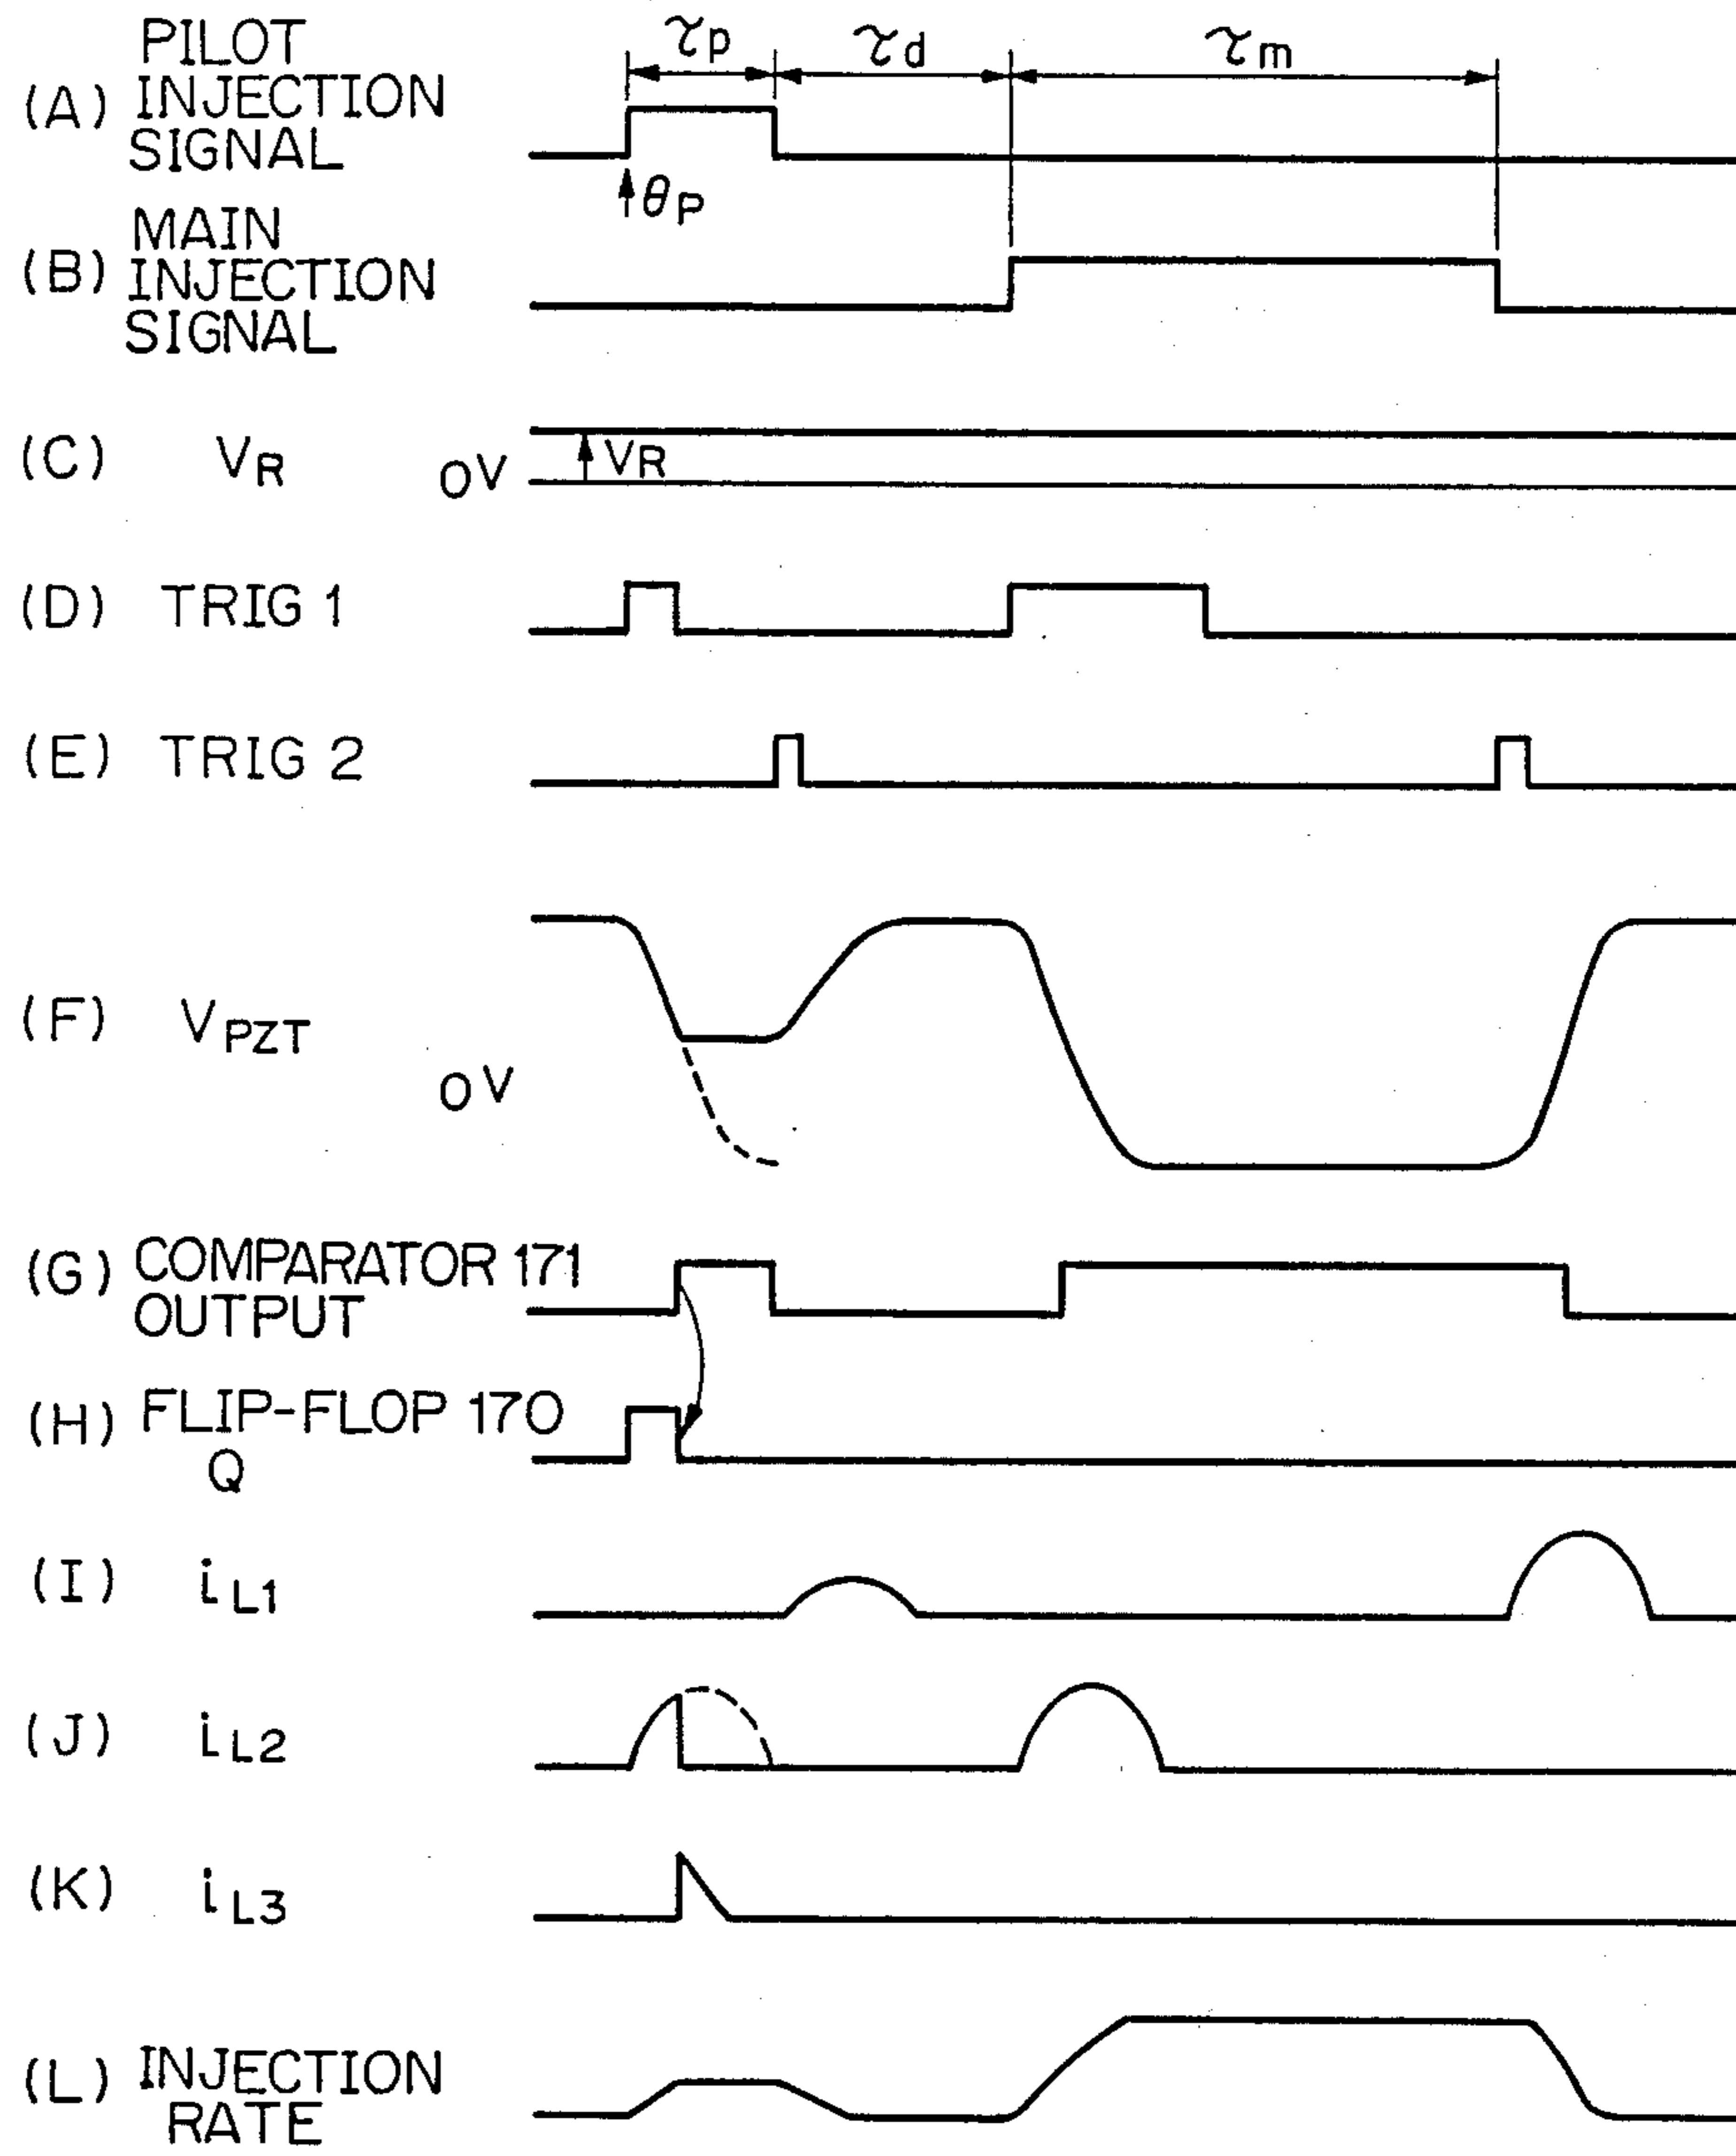 PILOT
(A) INJECTION
SIGNAL
τp τd τm
θP
MAIN
(B) INJECTION
SIGNAL
(C) VR 0V VR
(D) TRIG 1
(E) TRIG 2
(F) VPZT
0V
(G) COMPARATOR 171
OUTPUT
(H) FLIP-FLOP 170
Q
(I) iL1
(J) iL2
(K) iL3
(L) INJECTION
RATE